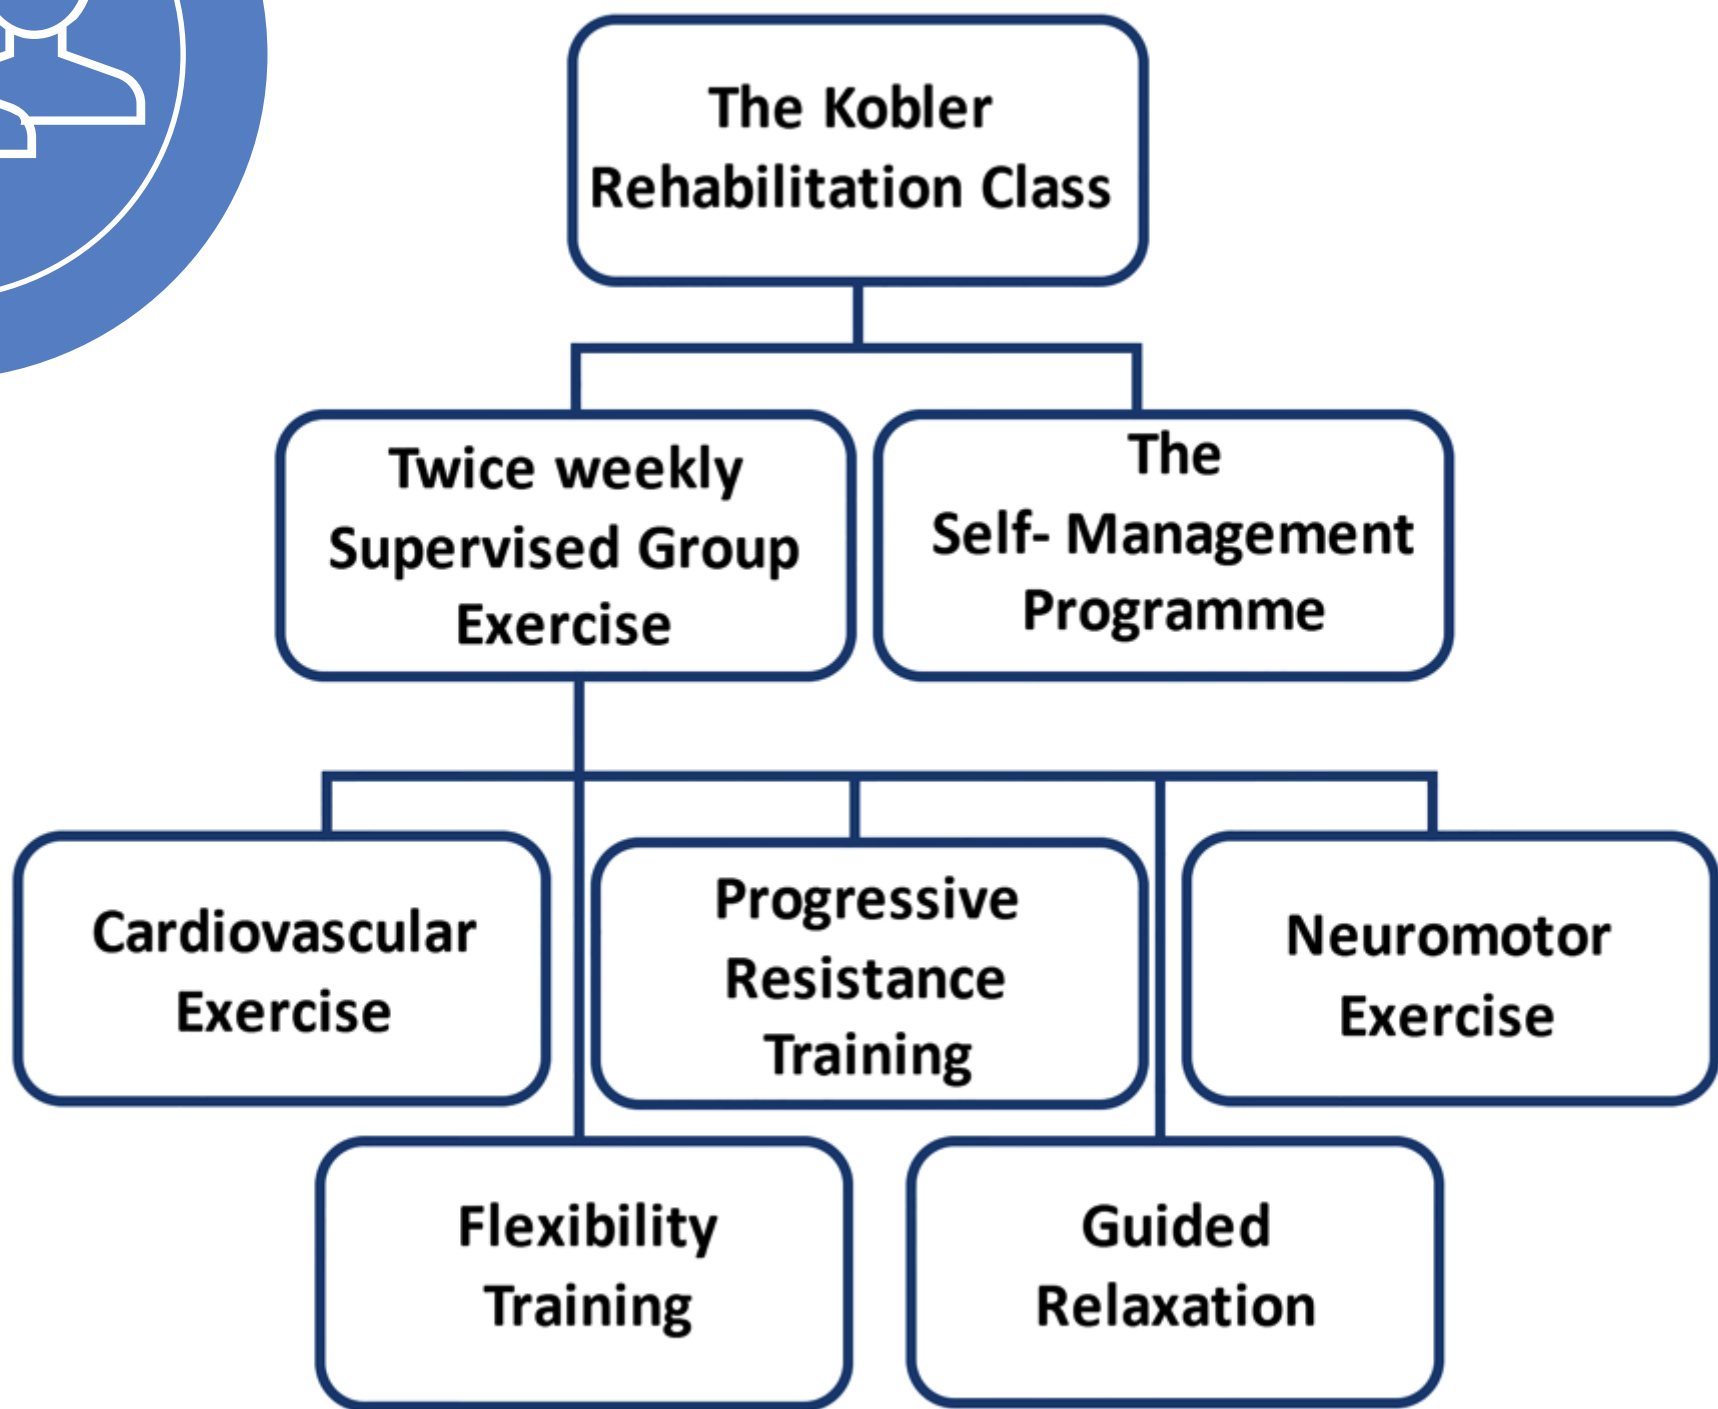 The Kobler
Rehabilitation Class
Twice weekly
Supervised Group
Exercise
The
Self- Management
Programme
Cardiovascular
Exercise
Progressive
Resistance
Training
Neuromotor
Exercise
Flexibility
Training
Guided
Relaxation